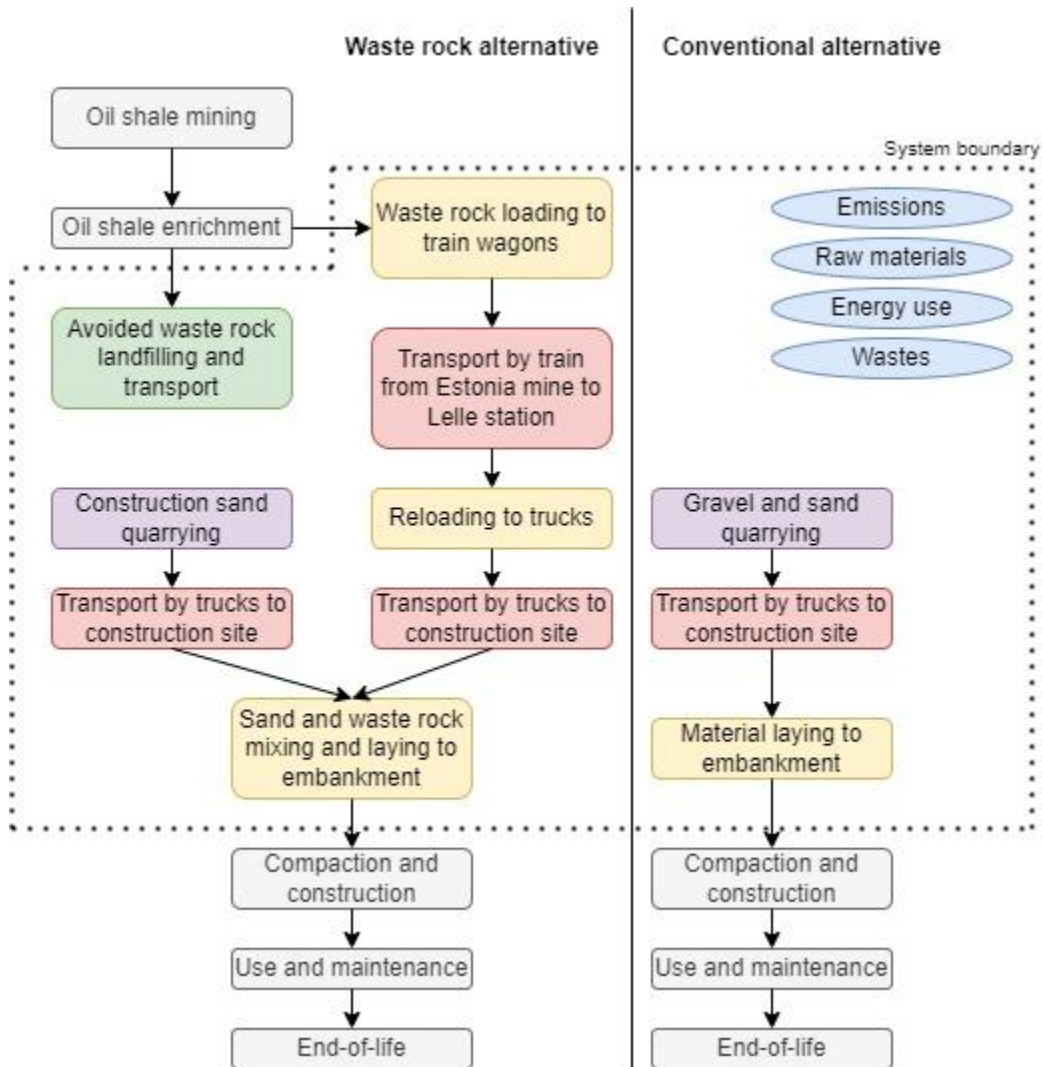 Waste rock alternative
Conventional alternative
Oil shale mining
System boundary
Oil shale enrichment
Waste rock loading to
train wagons
Emissions
Raw materials
Energy use
Wastes
Avoided waste rock
landfilling and
transport
Transport by train
from Estonia mine to
Lelle station
Construction sand
quarrying
Reloading to trucks
Gravel and sand
quarrying
Transport by trucks to
construction site
Transport by trucks to
construction site
Transport by trucks to
construction site
Sand and waste rock
mixing and laying to
embankment
Material laying to
embankment
Compaction and
construction
Compaction and
construction
Use and maintenance
Use and maintenance
End-of-life
End-of-life